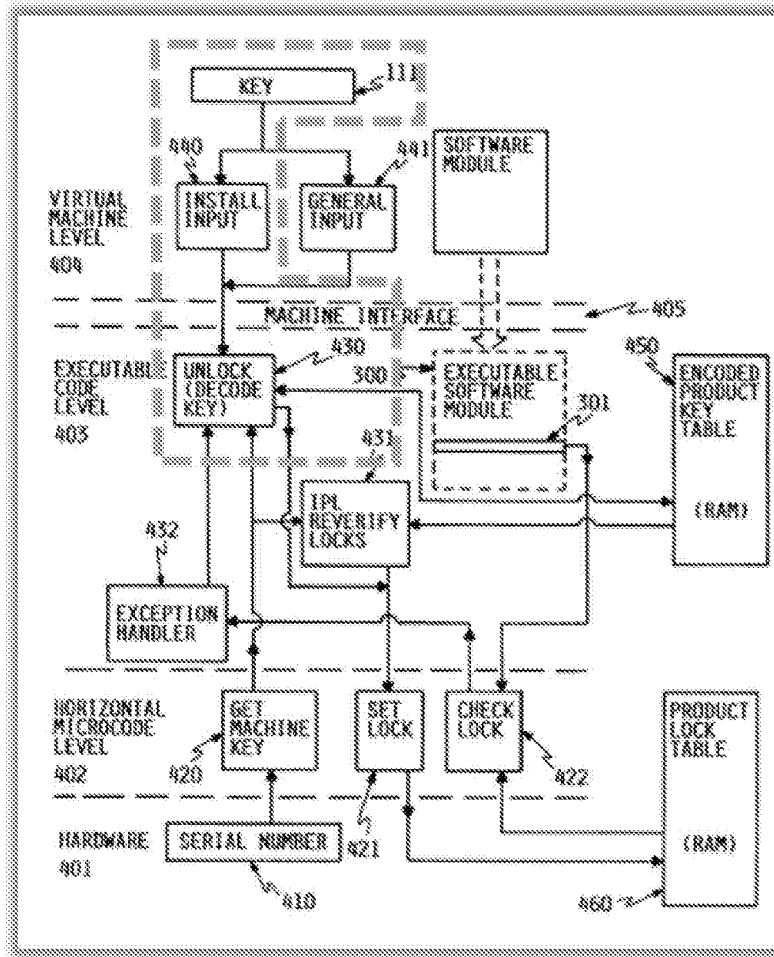 KEY
111
440
441
INSTALL
INPUT
GENERAL
INPUT
SOFTWARE
MODULE
VIRTUAL
MACHINE
LEVEL
404
MACHINE INTERFACE
405
EXECUTABLE
CODE
LEVEL
403
UNLOCK
(DECODE
KEY)
430
300
EXECUTABLE
SOFTWARE
MODULE
301
450
ENCODED
PRODUCT
KEY
TABLE
(RAM)
431
IPL
REVERIFY
LOCKS
432
EXCEPTION
HANDLER
HORIZONTAL
MICROCODE
LEVEL
402
GET
MACHINE
KEY
420
SET
LOCK
421
CHECK
LOCK
422
PRODUCT
LOCK
TABLE
(RAM)
460
HARDWARE
401
SERIAL NUMBER
410